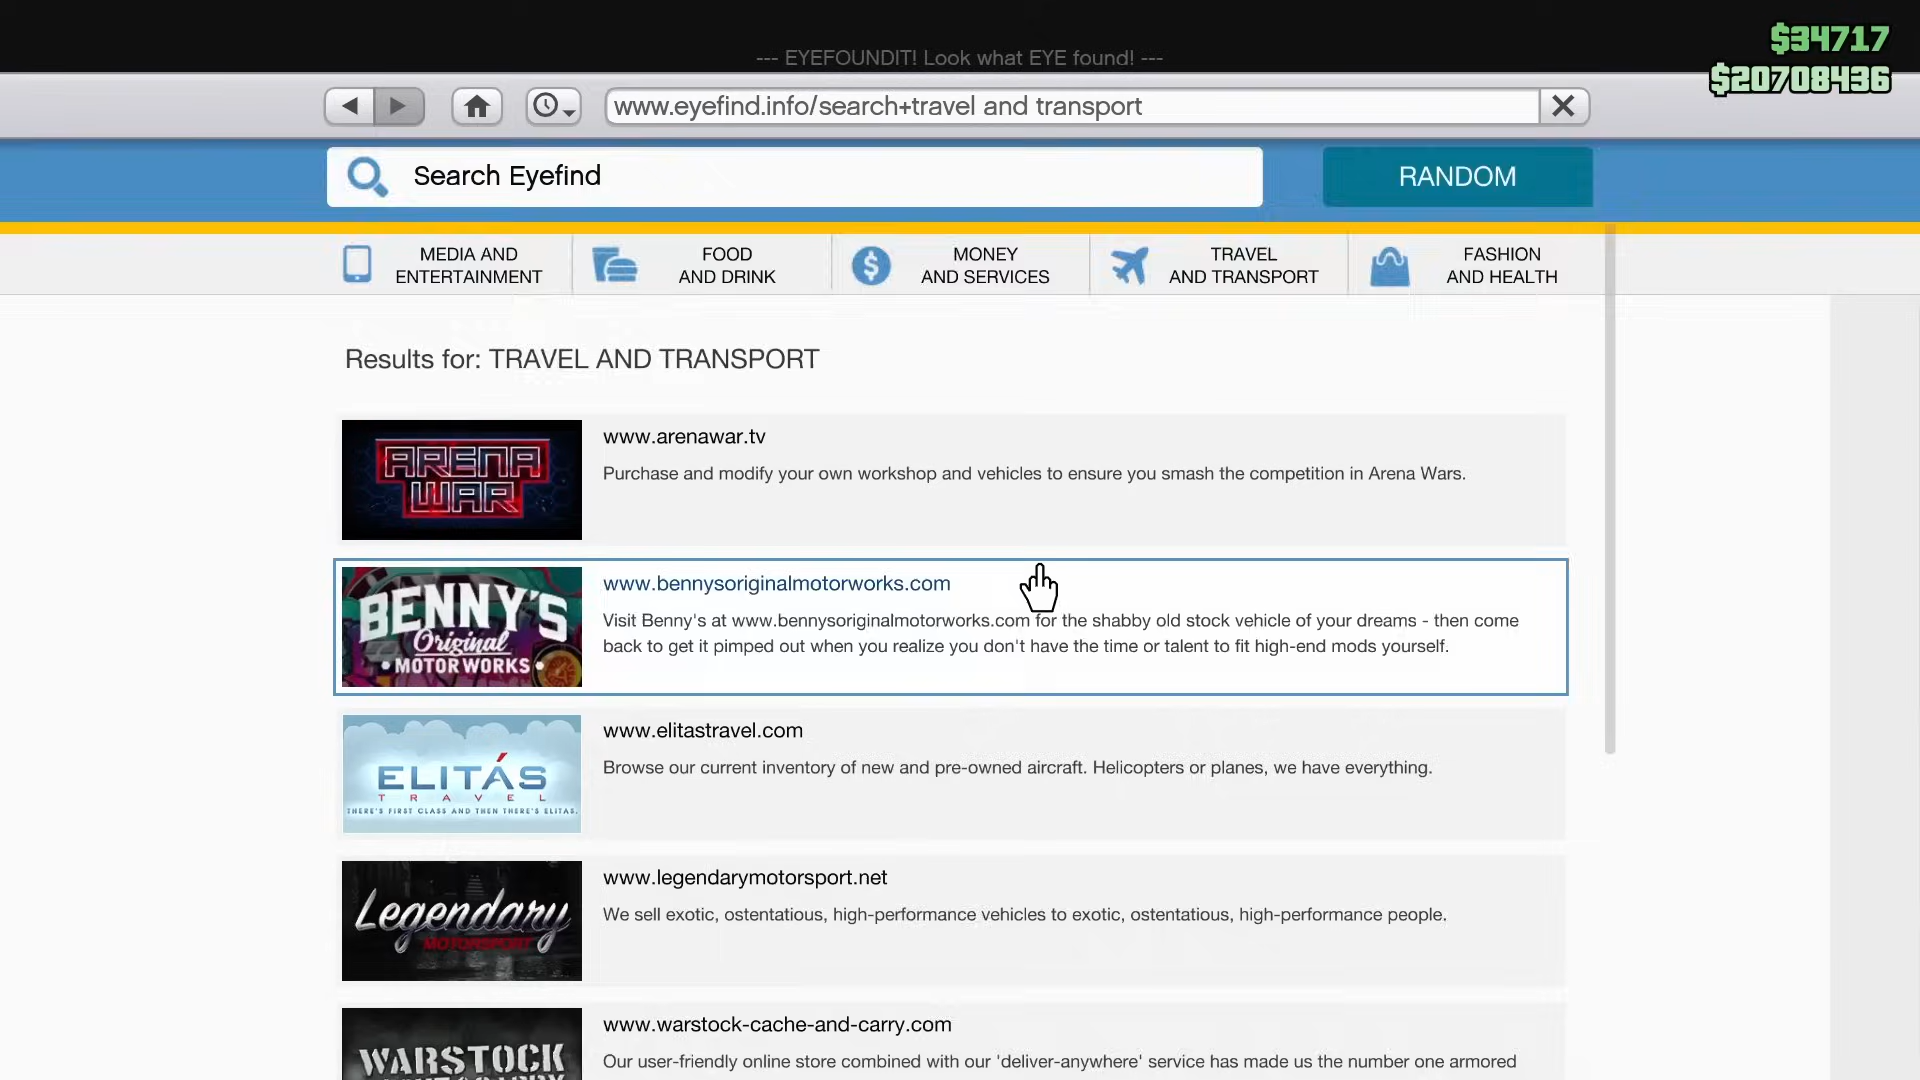 $34717
--- EYEFOUNDIT! Look what EYE found! ---
$20708436
www.eyefind.info/search+travel and transport
Search Eyefind
RANDOM
MEDIA AND
ENTERTAINMENT
FOOD
AND DRINK
MONEY
AND SERVICES
TRAVEL
AND TRANSPORT
FASHION
AND HEALTH
Results for: TRAVEL AND TRANSPORT
ARENA
WAR
www.arenawar.tv
Purchase and modify your own workshop and vehicles to ensure you smash the competition in Arena Wars.
BENNY'S
Original
• MOTOR WORKS •
www.bennysoriginalmotorworks.com
Visit Benny's at www.bennysoriginalmotorworks.com for the shabby old stock vehicle of your dreams - then come
back to get it pimped out when you realize you don't have the time or talent to fit high-end mods yourself.
ELITÁS
TRAVEL
THERE'S FIRST CLASS AND THEN THERE'S ELITAS.
www.elitastravel.com
Browse our current inventory of new and pre-owned aircraft. Helicopters or planes, we have everything.
Legendary
MOTORSPORT
www.legendarymotorsport.net
We sell exotic, ostentatious, high-performance vehicles to exotic, ostentatious, high-performance people.
WARSTOCK
www.warstock-cache-and-carry.com
Our user-friendly online store combined with our 'deliver-anywhere' service has made us the number one armored